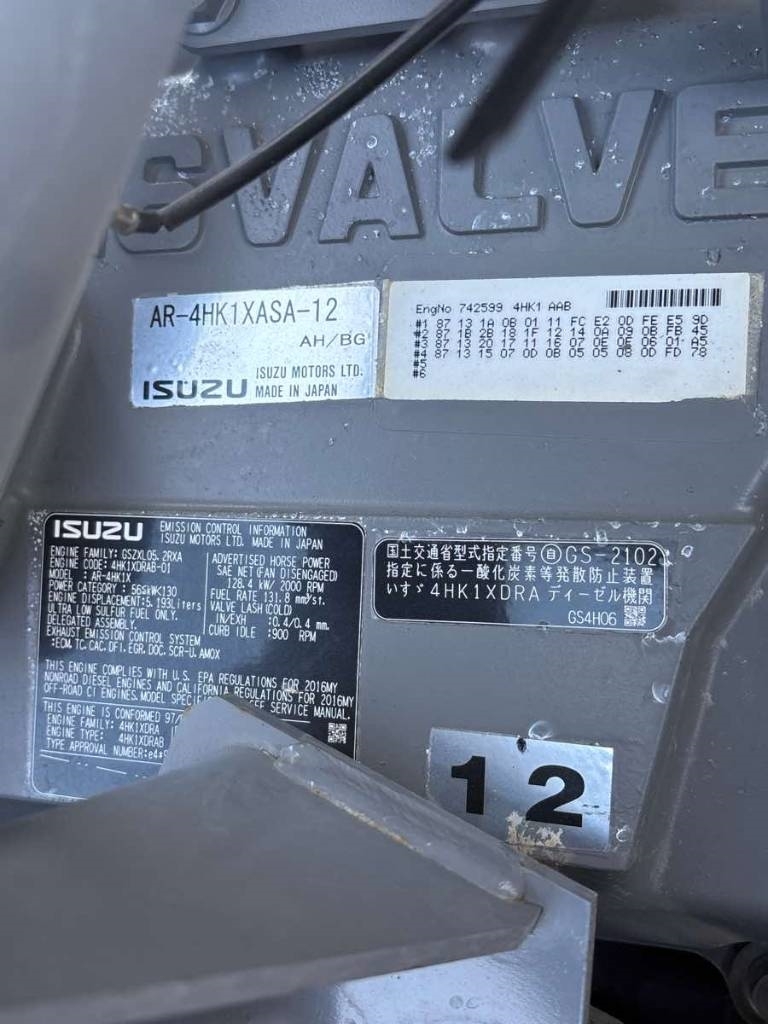 SVALVE
AR-4HK1XASA-12
AH/BG
ISUZU
ISUZU MOTORS LTD.
MADE IN JAPAN
EngNo 742599 4HK1 AAB
#1 87 13 1A 0B 01 11 FC E2 0D FE E5 9D
#2 87 1B 2B 18 1F 12 14 0A 09 0B FB 45
#3 87 13 20 17 11 16 07 0E 0E 06 01 A5
#4 87 13 15 07 0D 0B 05 05 08 0D FD 78
#5
#6
ISUZU
EMISSION CONTROL INFORMATION
ISUZU MOTORS LTD. MADE IN JAPAN
ENGINE FAMILY: GSZXL05.2RXA
ENGINE CODE: 4HK1XDRAB-01
MODEL : AR-4HK1X
POWER CATEGORY : 56≤kW≤130
ENGINE DISPLACEMENT: 5.193liters
ULTRA LOW SULFUR FUEL ONLY.
DELEGATED ASSEMBLY.
EXHAUST EMISSION CONTROL SYSTEM
:ECM, TC, CAC, DFI, EGR, DOC, SCR-U, AMOX
ADVERTISED HORSE POWER
SAE NET (FAN DISENGAGED)
128.4 kW/ 2000 RPM
FUEL RATE 131.8 mm³/st.
VALVE LASH (COLD)
IN/EXH :0.4/0.4 mm.
CURB IDLE :900 RPM
THIS ENGINE COMPLIES WITH U.S. EPA REGULATIONS FOR 2016MY
NONROAD DIESEL ENGINES AND CALIFORNIA REGULATIONS FOR 2016MY
OFF-ROAD CI ENGINES. MODEL SERVICE MANUAL.
THIS ENGINE IS CONFORMED 97/
ENGINE FAMILY: 4HK1XDRA
ENGINE TYPE: 4HK1XDRAB
TYPE APPROVAL NUMBER:
国土交通省型式指定番号 自 GS-2102
指定に係る一酸化炭素等発散防止装置
いすゞ 4HK1XDRA ディーゼル機関
GS4H06
12